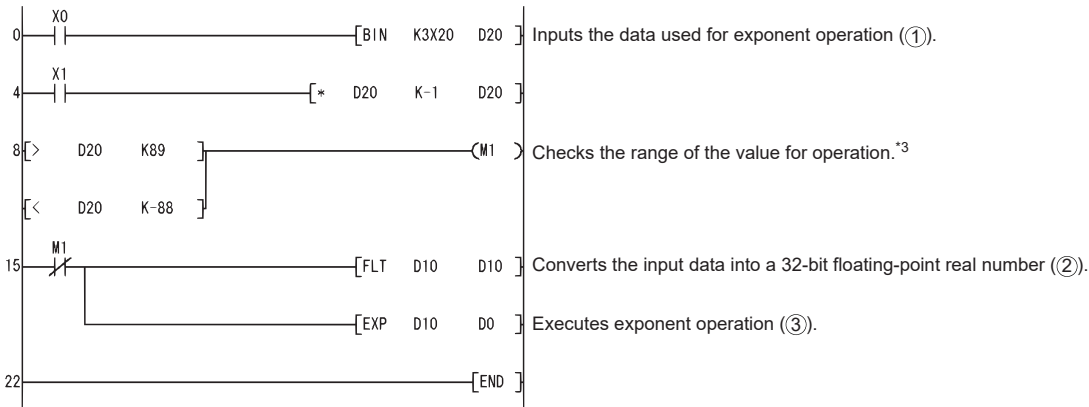 X0
0 [BIN K3X20 D20 ] Inputs the data used for exponent operation (①).
X1
4 [* D20 K-1 D20 ]
8 [> D20 K89 ] (M1 ) Checks the range of the value for operation.*3
[< D20 K-88 ]
M1
15 [FLT D10 D10 ] Converts the input data into a 32-bit floating-point real number (②).
[EXP D10 D0 ] Executes exponent operation (③).
22 [END ]